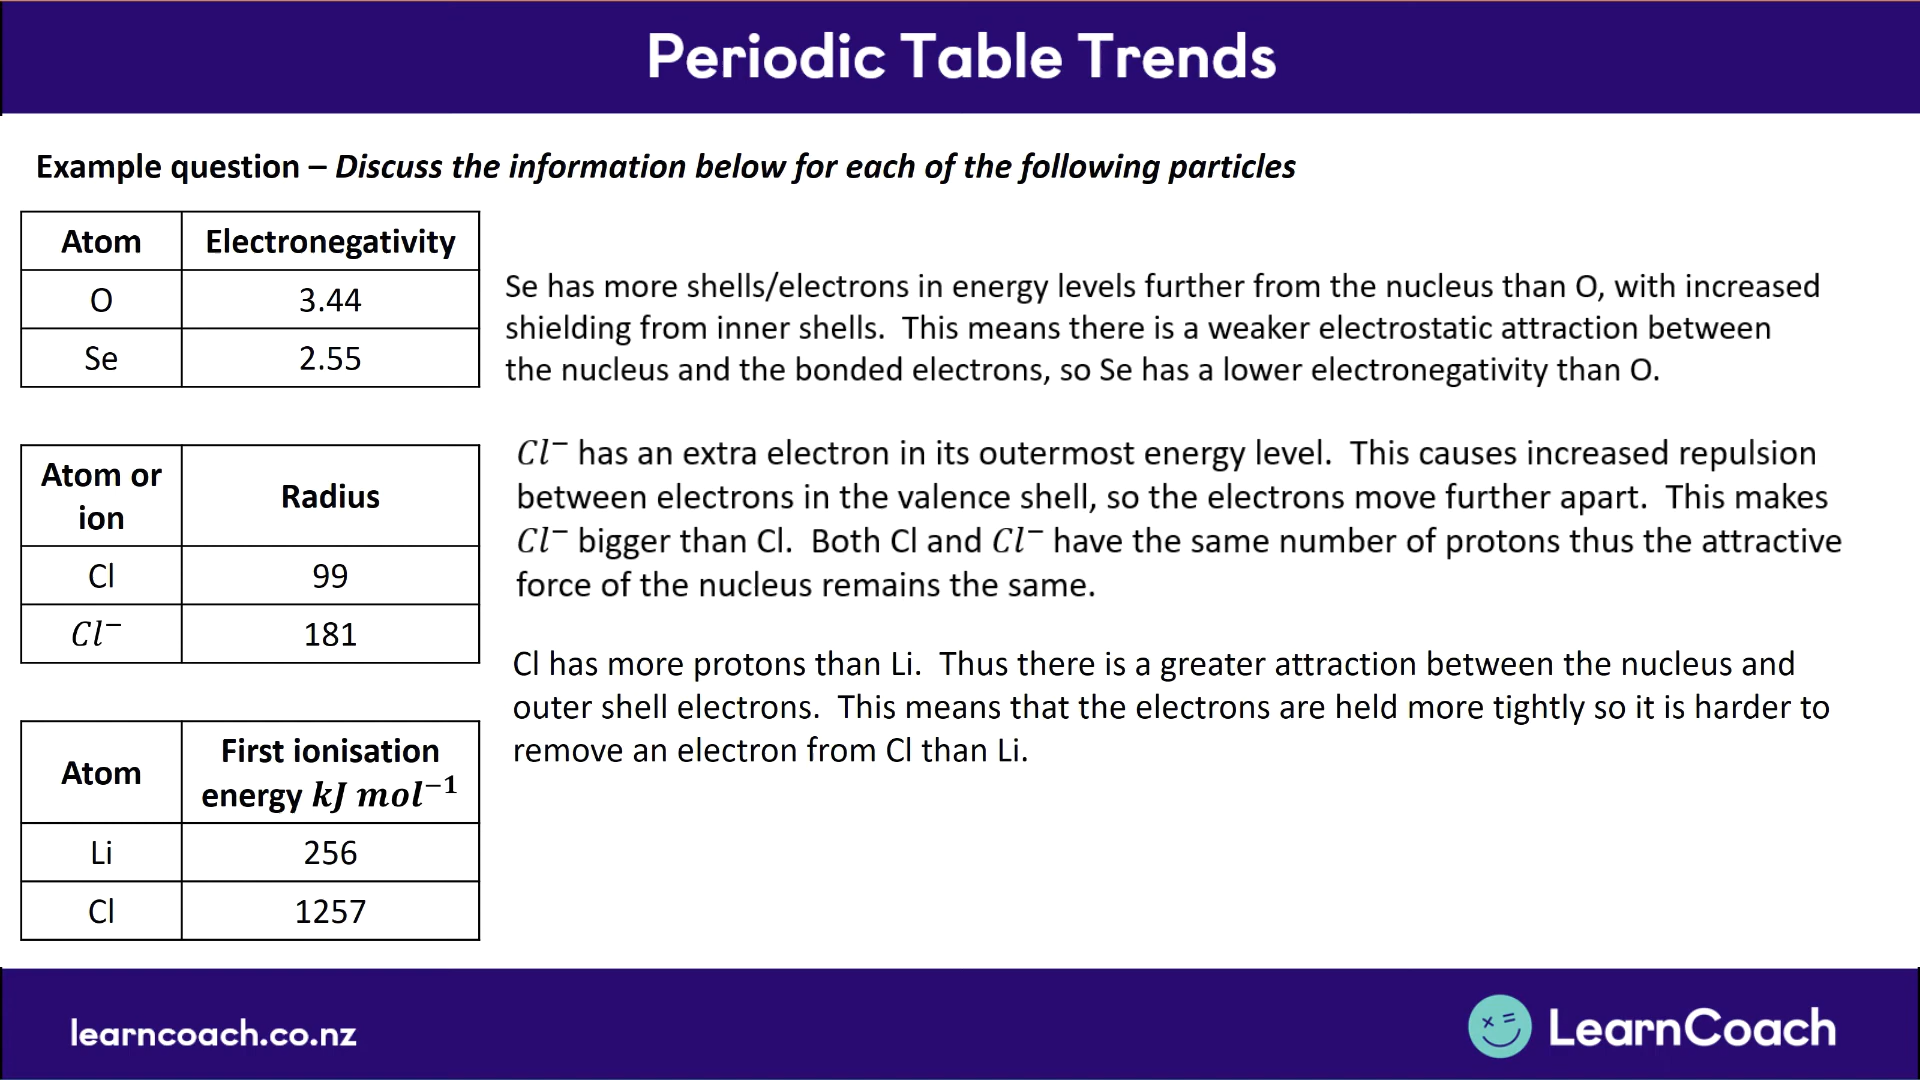 Periodic Table Trends
Example question – Discuss the information below for each of the following particles
Atom Electronegativity
O 3.44
Se 2.55
Se has more shells/electrons in energy levels further from the nucleus than O, with increased
shielding from inner shells. This means there is a weaker electrostatic attraction between
the nucleus and the bonded electrons, so Se has a lower electronegativity than O.
Atom or
ion Radius
Cl 99
Cl⁻ 181
Cl⁻ has an extra electron in its outermost energy level. This causes increased repulsion
between electrons in the valence shell, so the electrons move further apart. This makes
Cl⁻ bigger than Cl. Both Cl and Cl⁻ have the same number of protons thus the attractive
force of the nucleus remains the same.
Atom First ionisation
energy kJ mol⁻¹
Li 256
Cl 1257
Cl has more protons than Li. Thus there is a greater attraction between the nucleus and
outer shell electrons. This means that the electrons are held more tightly so it is harder to
remove an electron from Cl than Li.
learncoach.co.nz
LearnCoach